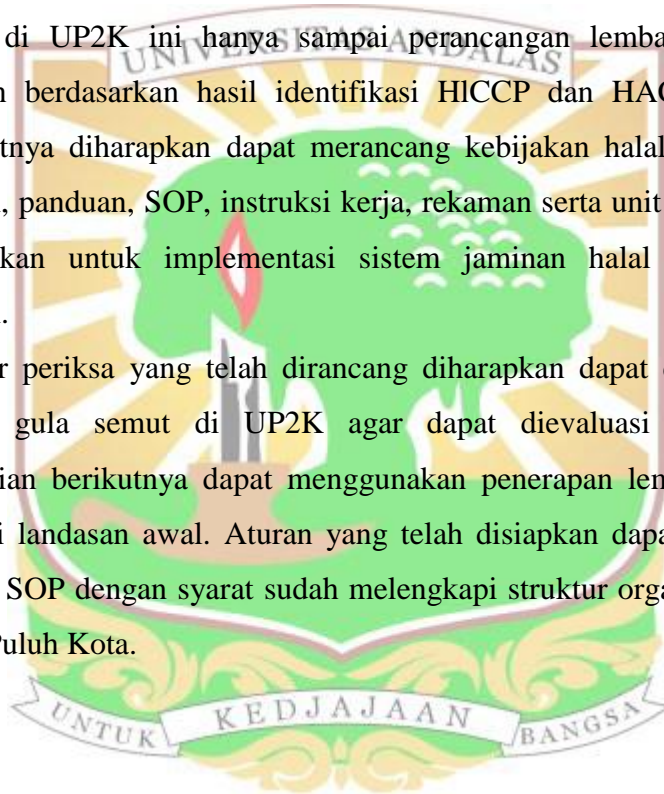 di UP2K ini hanya sampai perancangan lemba
UNIVERSITAS ANDALAS
n berdasarkan hasil identifikasi HlCCP dan HAC
tnya diharapkan dapat merancang kebijakan halal
, panduan, SOP, instruksi kerja, rekaman serta unit
kan untuk implementasi sistem jaminan halal
.
r periksa yang telah dirancang diharapkan dapat
gula semut di UP2K agar dapat dievaluasi
ian berikutnya dapat menggunakan penerapan len
i landasan awal. Aturan yang telah disiapkan dapa
SOP dengan syarat sudah melengkapi struktur orga
Puluh Kota.
UNTUK KEDJAJAAN BANGSA